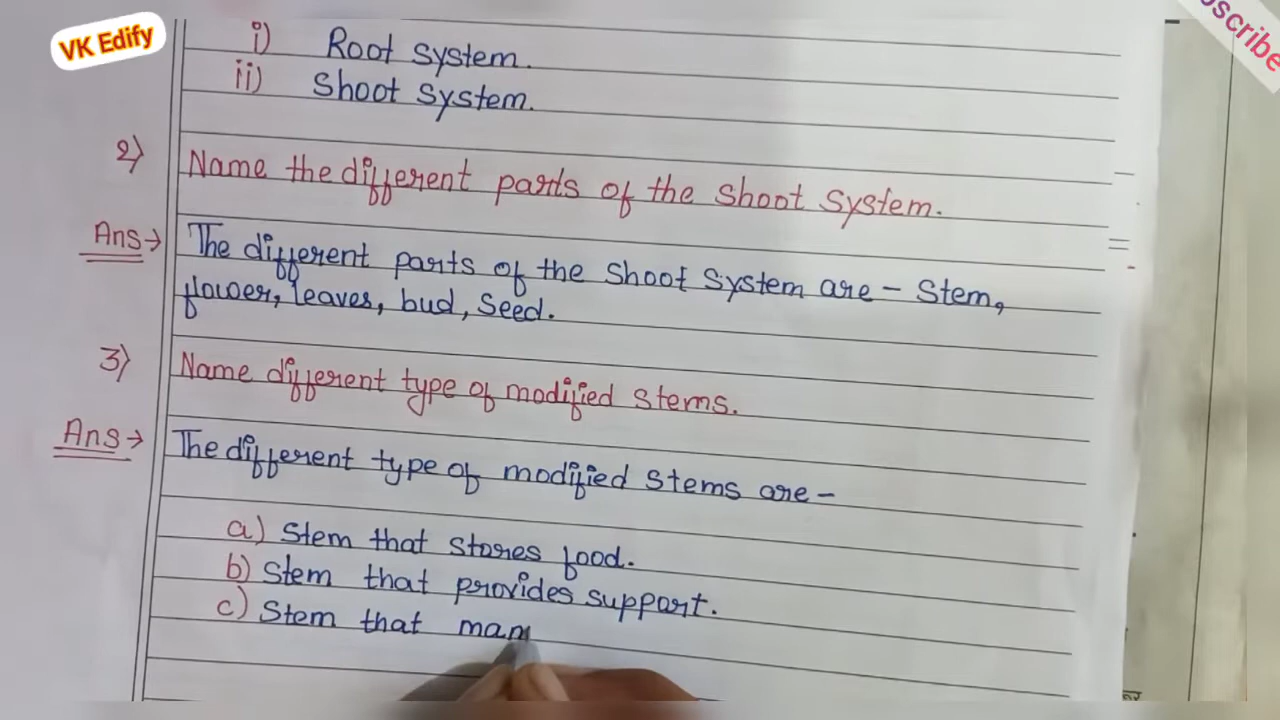 VK Edify
i) Root System.
ii) Shoot System.
2) Name the different parts of the Shoot System.
Ans→ The different parts of the Shoot System are - Stem,
flower, leaves, bud, Seed.
3) Name different type of modified Stems.
Ans→ The different type of modified Stems are -
a) Stem that stores food.
b) Stem that provides support.
c) Stem that